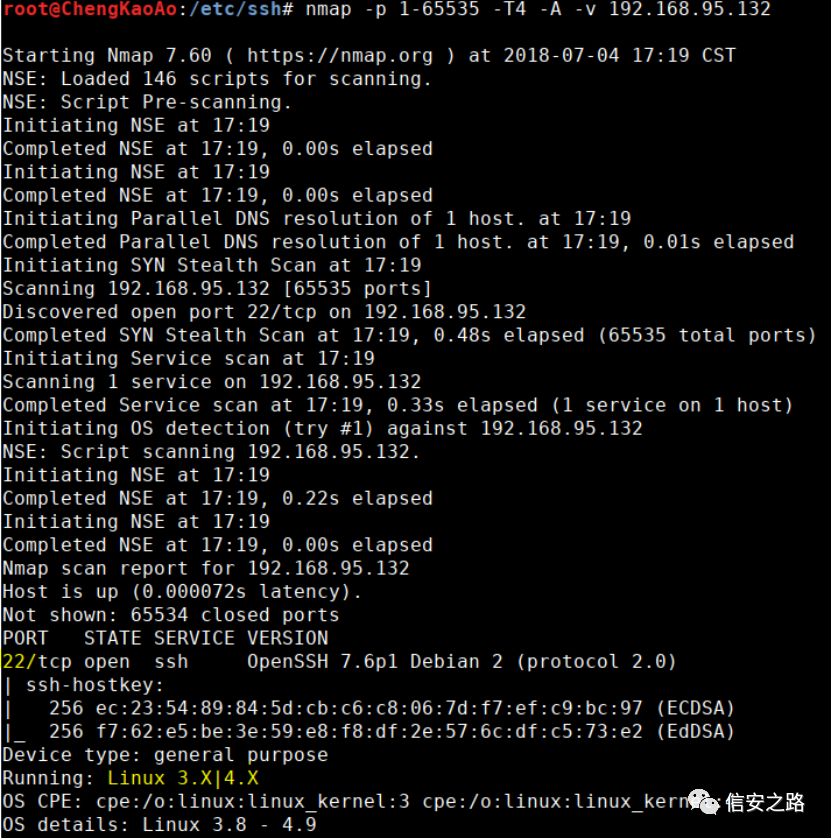 root@ChengKaoAo:/etc/ssh# nmap -p 1-65535 -T4 -A -v 192.168.95.132
Starting Nmap 7.60 ( https://nmap.org ) at 2018-07-04 17:19 CST
NSE: Loaded 146 scripts for scanning.
NSE: Script Pre-scanning.
Initiating NSE at 17:19
Completed NSE at 17:19, 0.00s elapsed
Initiating NSE at 17:19
Completed NSE at 17:19, 0.00s elapsed
Initiating Parallel DNS resolution of 1 host. at 17:19
Completed Parallel DNS resolution of 1 host. at 17:19, 0.01s elapsed
Initiating SYN Stealth Scan at 17:19
Scanning 192.168.95.132 [65535 ports]
Discovered open port 22/tcp on 192.168.95.132
Completed SYN Stealth Scan at 17:19, 0.48s elapsed (65535 total ports)
Initiating Service scan at 17:19
Scanning 1 service on 192.168.95.132
Completed Service scan at 17:19, 0.33s elapsed (1 service on 1 host)
Initiating OS detection (try #1) against 192.168.95.132
NSE: Script scanning 192.168.95.132.
Initiating NSE at 17:19
Completed NSE at 17:19, 0.22s elapsed
Initiating NSE at 17:19
Completed NSE at 17:19, 0.00s elapsed
Nmap scan report for 192.168.95.132
Host is up (0.000072s latency).
Not shown: 65534 closed ports
PORT   STATE SERVICE VERSION
22/tcp open  ssh     OpenSSH 7.6p1 Debian 2 (protocol 2.0)
| ssh-hostkey:
|   256 ec:23:54:89:84:5d:cb:c6:c8:06:7d:f7:ef:c9:bc:97 (ECDSA)
|_  256 f7:62:e5:be:3e:59:e8:f8:df:2e:57:6c:df:c5:73:e2 (EdDSA)
Device type: general purpose
Running: Linux 3.X|4.X
OS CPE: cpe:/o:linux:linux_kernel:3 cpe:/o:linux:linux_kern
信安之路
OS details: Linux 3.8 - 4.9